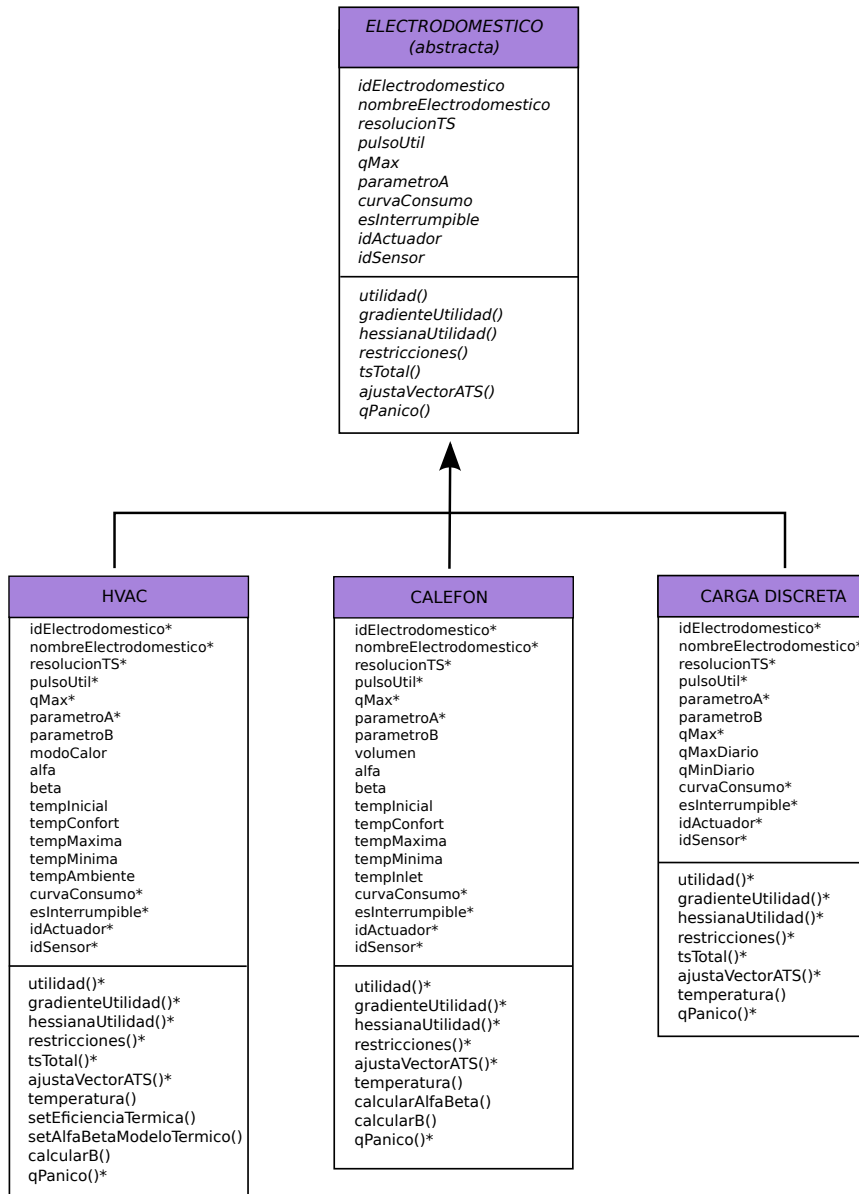 ELECTRODOMESTICO
(abstracta)
idElectrodomestico
nombreElectrodomestico
resolucionTS
pulsoUtil
qMax
parametroA
curvaConsumo
esInterrumpible
idActuador
idSensor
utilidad()
gradienteUtilidad()
hessianaUtilidad()
restricciones()
tsTotal()
ajustaVectorATS()
qPanico()
HVAC
idElectrodomestico*
nombreElectrodomestico*
resolucionTS*
pulsoUtil*
qMax*
parametroA*
parametroB
modoCalor
alfa
beta
tempInicial
tempConfort
tempMaxima
tempMinima
tempAmbiente
curvaConsumo*
esInterrumpible*
idActuador*
idSensor*
utilidad()*
gradienteUtilidad()*
hessianaUtilidad()*
restricciones()*
tsTotal()*
ajustaVectorATS()*
temperatura()
setEficienciaTermica()
setAlfaBetaModeloTermico()
calcularB()
qPanico()*
CALEFON
idElectrodomestico*
nombreElectrodomestico*
resolucionTS*
pulsoUtil*
qMax*
parametroA*
parametroB
volumen
alfa
beta
tempInicial
tempConfort
tempMaxima
tempMinima
tempInlet
curvaConsumo*
esInterrumpible*
idActuador*
idSensor*
utilidad()*
gradienteUtilidad()*
hessianaUtilidad()*
restricciones()*
ajustaVectorATS()*
temperatura()
calcularAlfaBeta()
calcularB()
qPanico()*
CARGA DISCRETA
idElectrodomestico*
nombreElectrodomestico*
resolucionTS*
pulsoUtil*
parametroA*
parametroB
qMax*
qMaxDiario
qMinDiario
curvaConsumo*
esInterrumpible*
idActuador*
idSensor*
utilidad()*
gradienteUtilidad()*
hessianaUtilidad()*
restricciones()*
tsTotal()*
ajustaVectorATS()*
temperatura()
qPanico()*